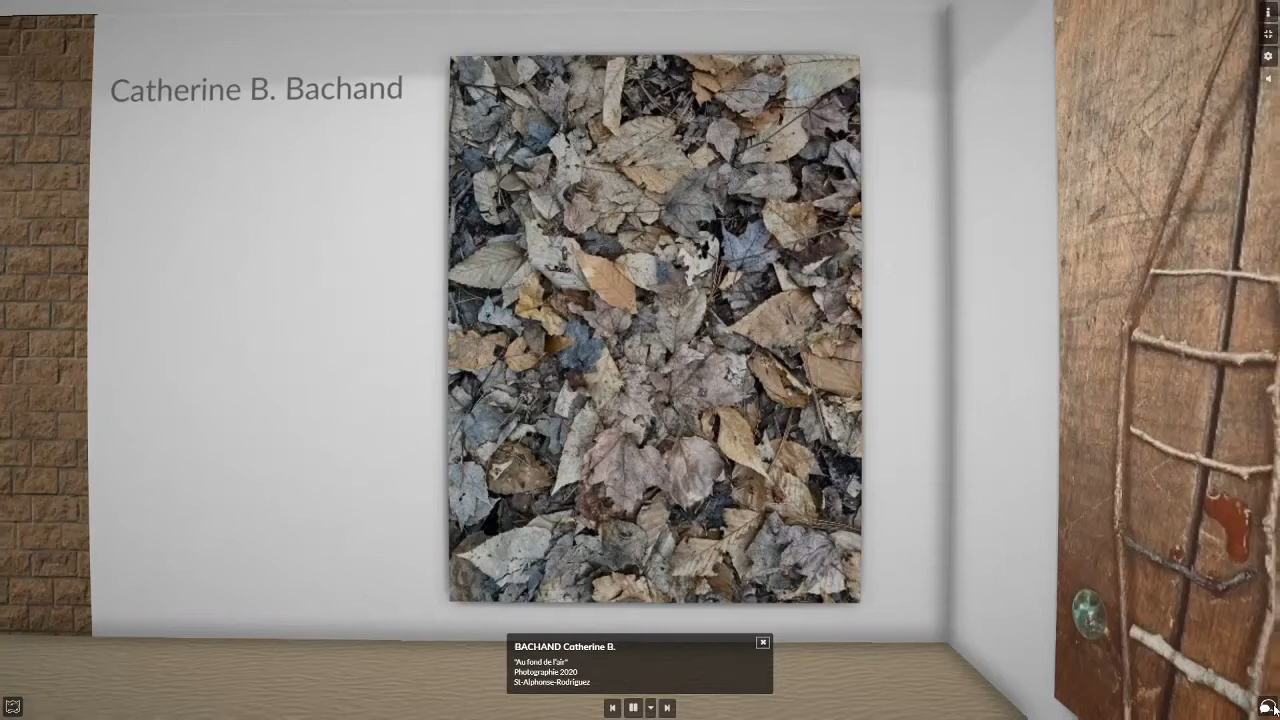 Catherine B. Bachand
BACHAND Catherine B.
"Au fond de l'air"
Photographie 2020
St-Alphonse-Rodriguez